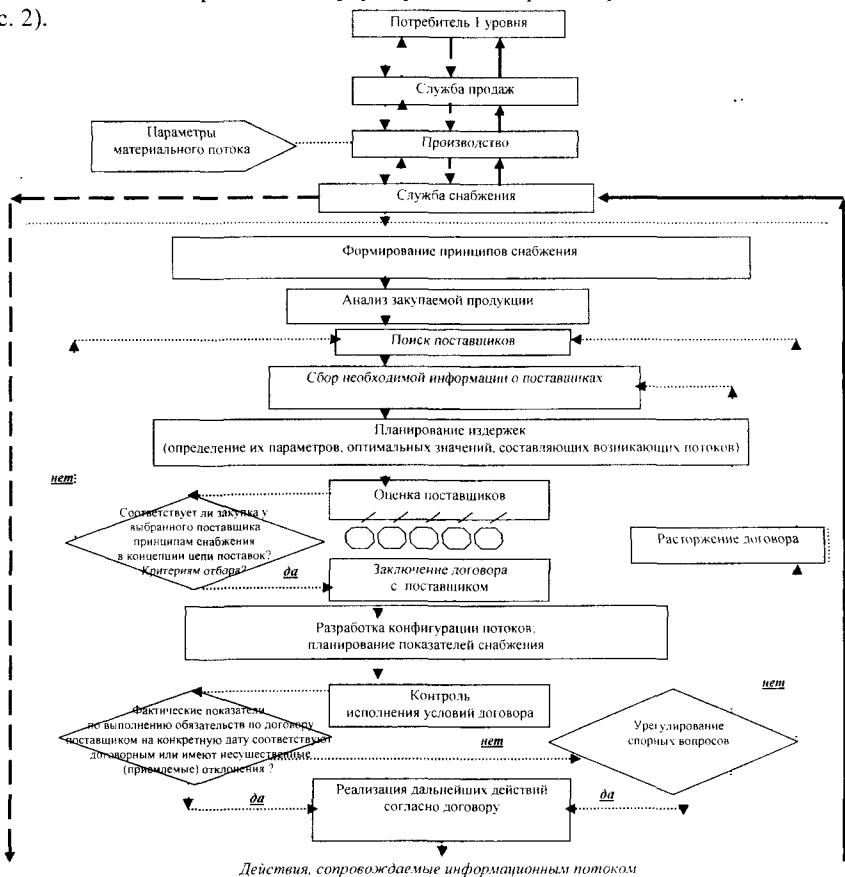 с. 2).
Потребитель 1 уровня
Служба продаж
Параметры
материального потока
Производство
Служба снабжения
Формирование принципов снабжения
Анализ закупаемой продукции
Поиск поставщиков
Сбор необходимой информации о поставщиках
Планирование издержек
(определение их параметров, оптимальных значений, составляющих возникающих потоков)
нет
Оценка поставщиков
Соответствует ли закупка у
выбранного поставщика
принципам снабжения
в концепции цепи поставок?
Критериям отбора?
да
Расторжение договора
Заключение договора
с поставщиком
Разработка конфигурации потоков;
планирование показателей снабжения
нет
Контроль
исполнения условий договора
Фактические показатели
по выполнению обязательств по договору
поставщиком на конкретную дату соответствуют
договорным или имеют несущественные
(приемлемые) отклонения ?
нет
Урегулирование
спорных вопросов
да
Реализация дальнейших действий
согласно договору
да
Действия, сопровождаемые информационным потоком